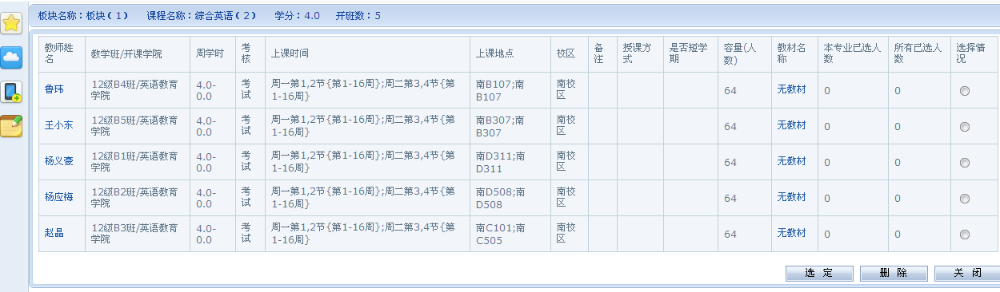 板块名称：板块（1） 课程名称：综合英语（2） 学分：4.0 开班数：5
教师姓名 教学班/开课学院 周学时 考核 上课时间 上课地点 校区 备注 授课方式 是否短学期 容量(人数) 教材名称 本专业已选人数 所有已选人数 选择情况
鲁玮 12级B4班/英语教育学院 4.0-0.0 考试 周一第1,2节{第1-16周};周二第3,4节{第1-16周} 南B107;南B107 南校区 64 无教材 0 0
王小东 12级B5班/英语教育学院 4.0-0.0 考试 周一第1,2节{第1-16周};周二第3,4节{第1-16周} 南B307;南B307 南校区 64 无教材 0 0
杨义豪 12级B1班/英语教育学院 4.0-0.0 考试 周一第1,2节{第1-16周};周二第3,4节{第1-16周} 南D311;南D311 南校区 64 无教材 0 0
杨应梅 12级B2班/英语教育学院 4.0-0.0 考试 周一第1,2节{第1-16周};周二第3,4节{第1-16周} 南D508;南D508 南校区 64 无教材 0 0
赵晶 12级B3班/英语教育学院 4.0-0.0 考试 周一第1,2节{第1-16周};周二第3,4节{第1-16周} 南C101;南C505 南校区 64 无教材 0 0
选 定 删 除 关 闭